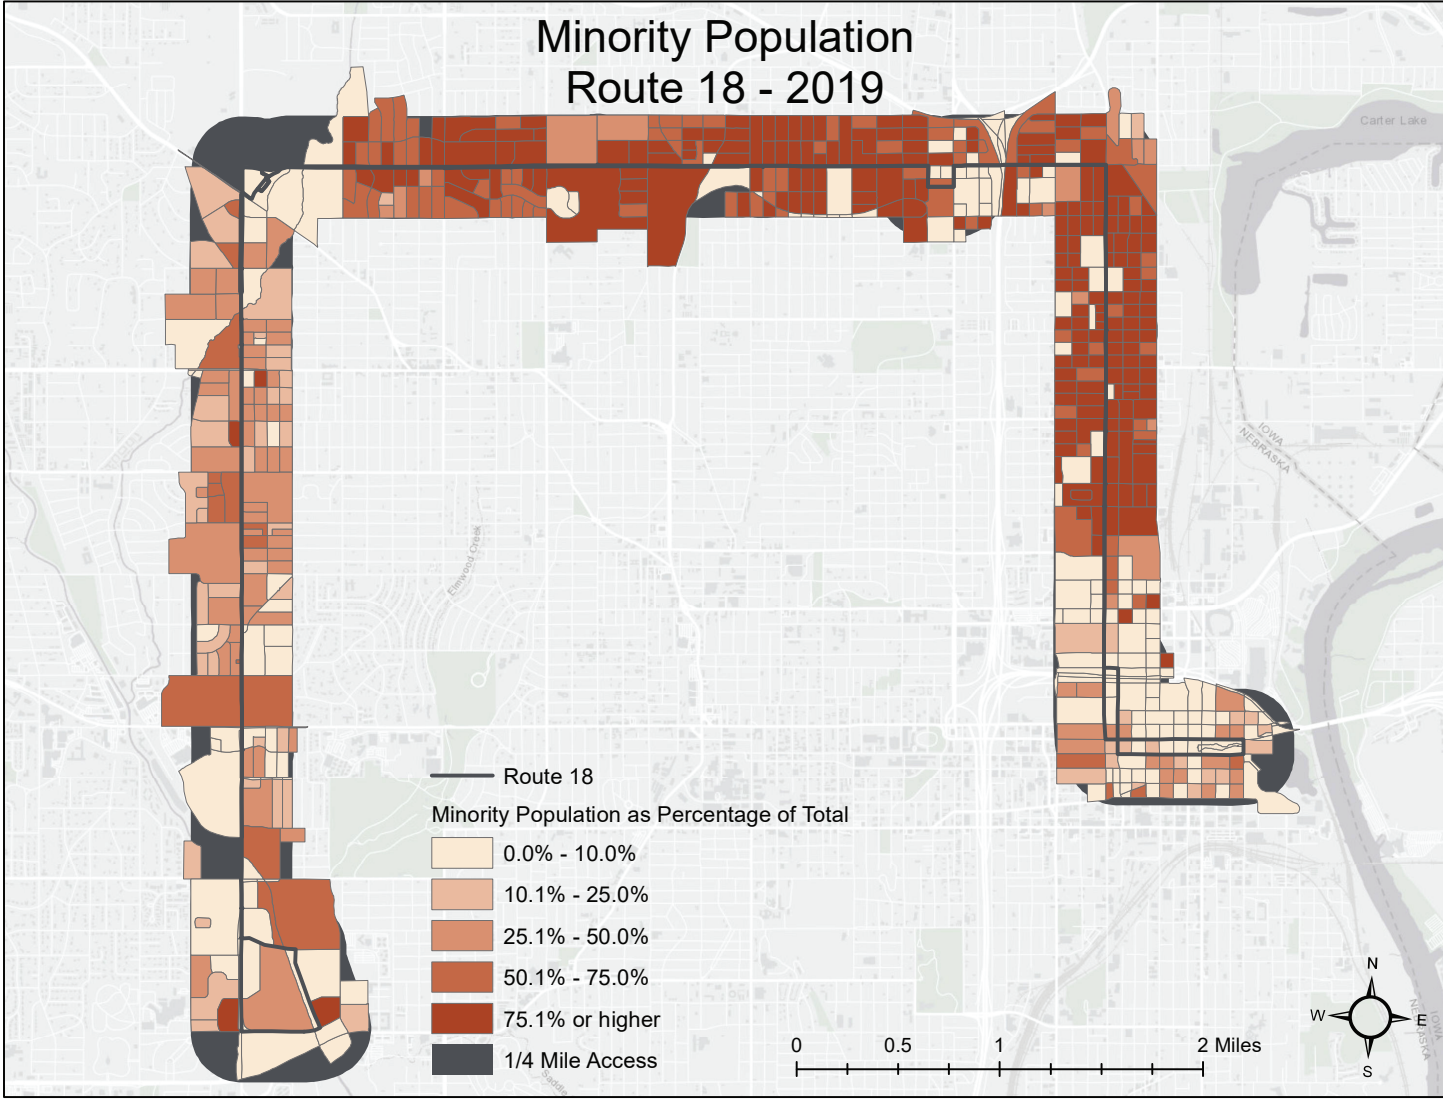 Minority Population
Route 18 - 2019
Carter Lake
IOWA
NEBRASKA
Elmwood Creek
Route 18
Minority Population as Percentage of Total
0.0% - 10.0%
10.1% - 25.0%
25.1% - 50.0%
50.1% - 75.0%
75.1% or higher
1/4 Mile Access
0 0.5 1 2 Miles
N
W E
S
IOWA
NEBRASKA